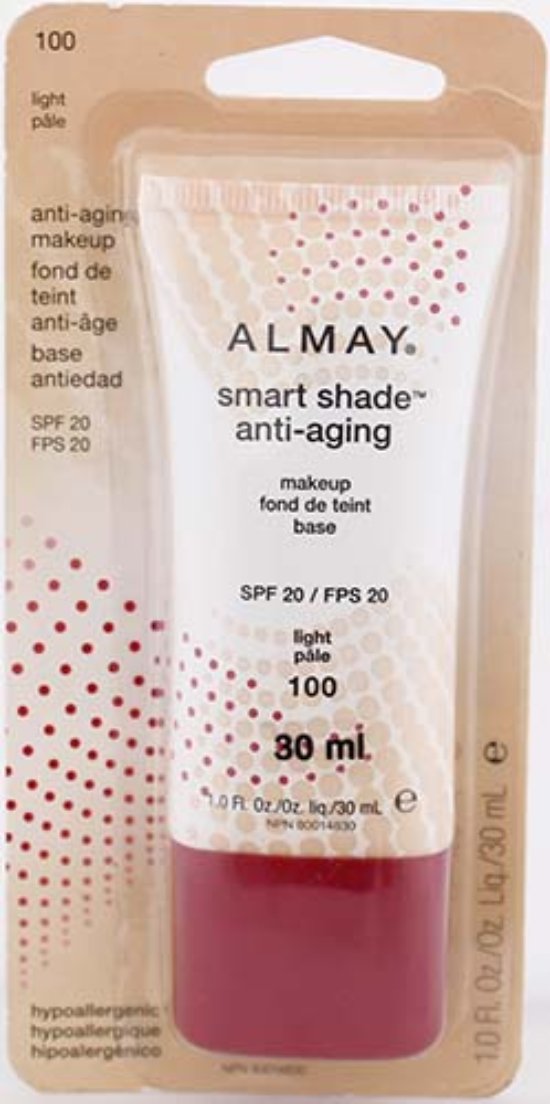 100
light
pâle
anti-aging
makeup
fond de
teint
anti-âge
base
antiedad
SPF 20
FPS 20
ALMAY®
smart shade™
anti-aging
makeup
fond de teint
base
SPF 20 / FPS 20
light
pâle
100
30 ml
1.0 Fl. Oz./Oz. liq./30 mL e
NPN 80014630
hypoallergenic
hypoallergique
hipoalergénico
1.0 Fl. Oz./Oz. Liq./30 mL e